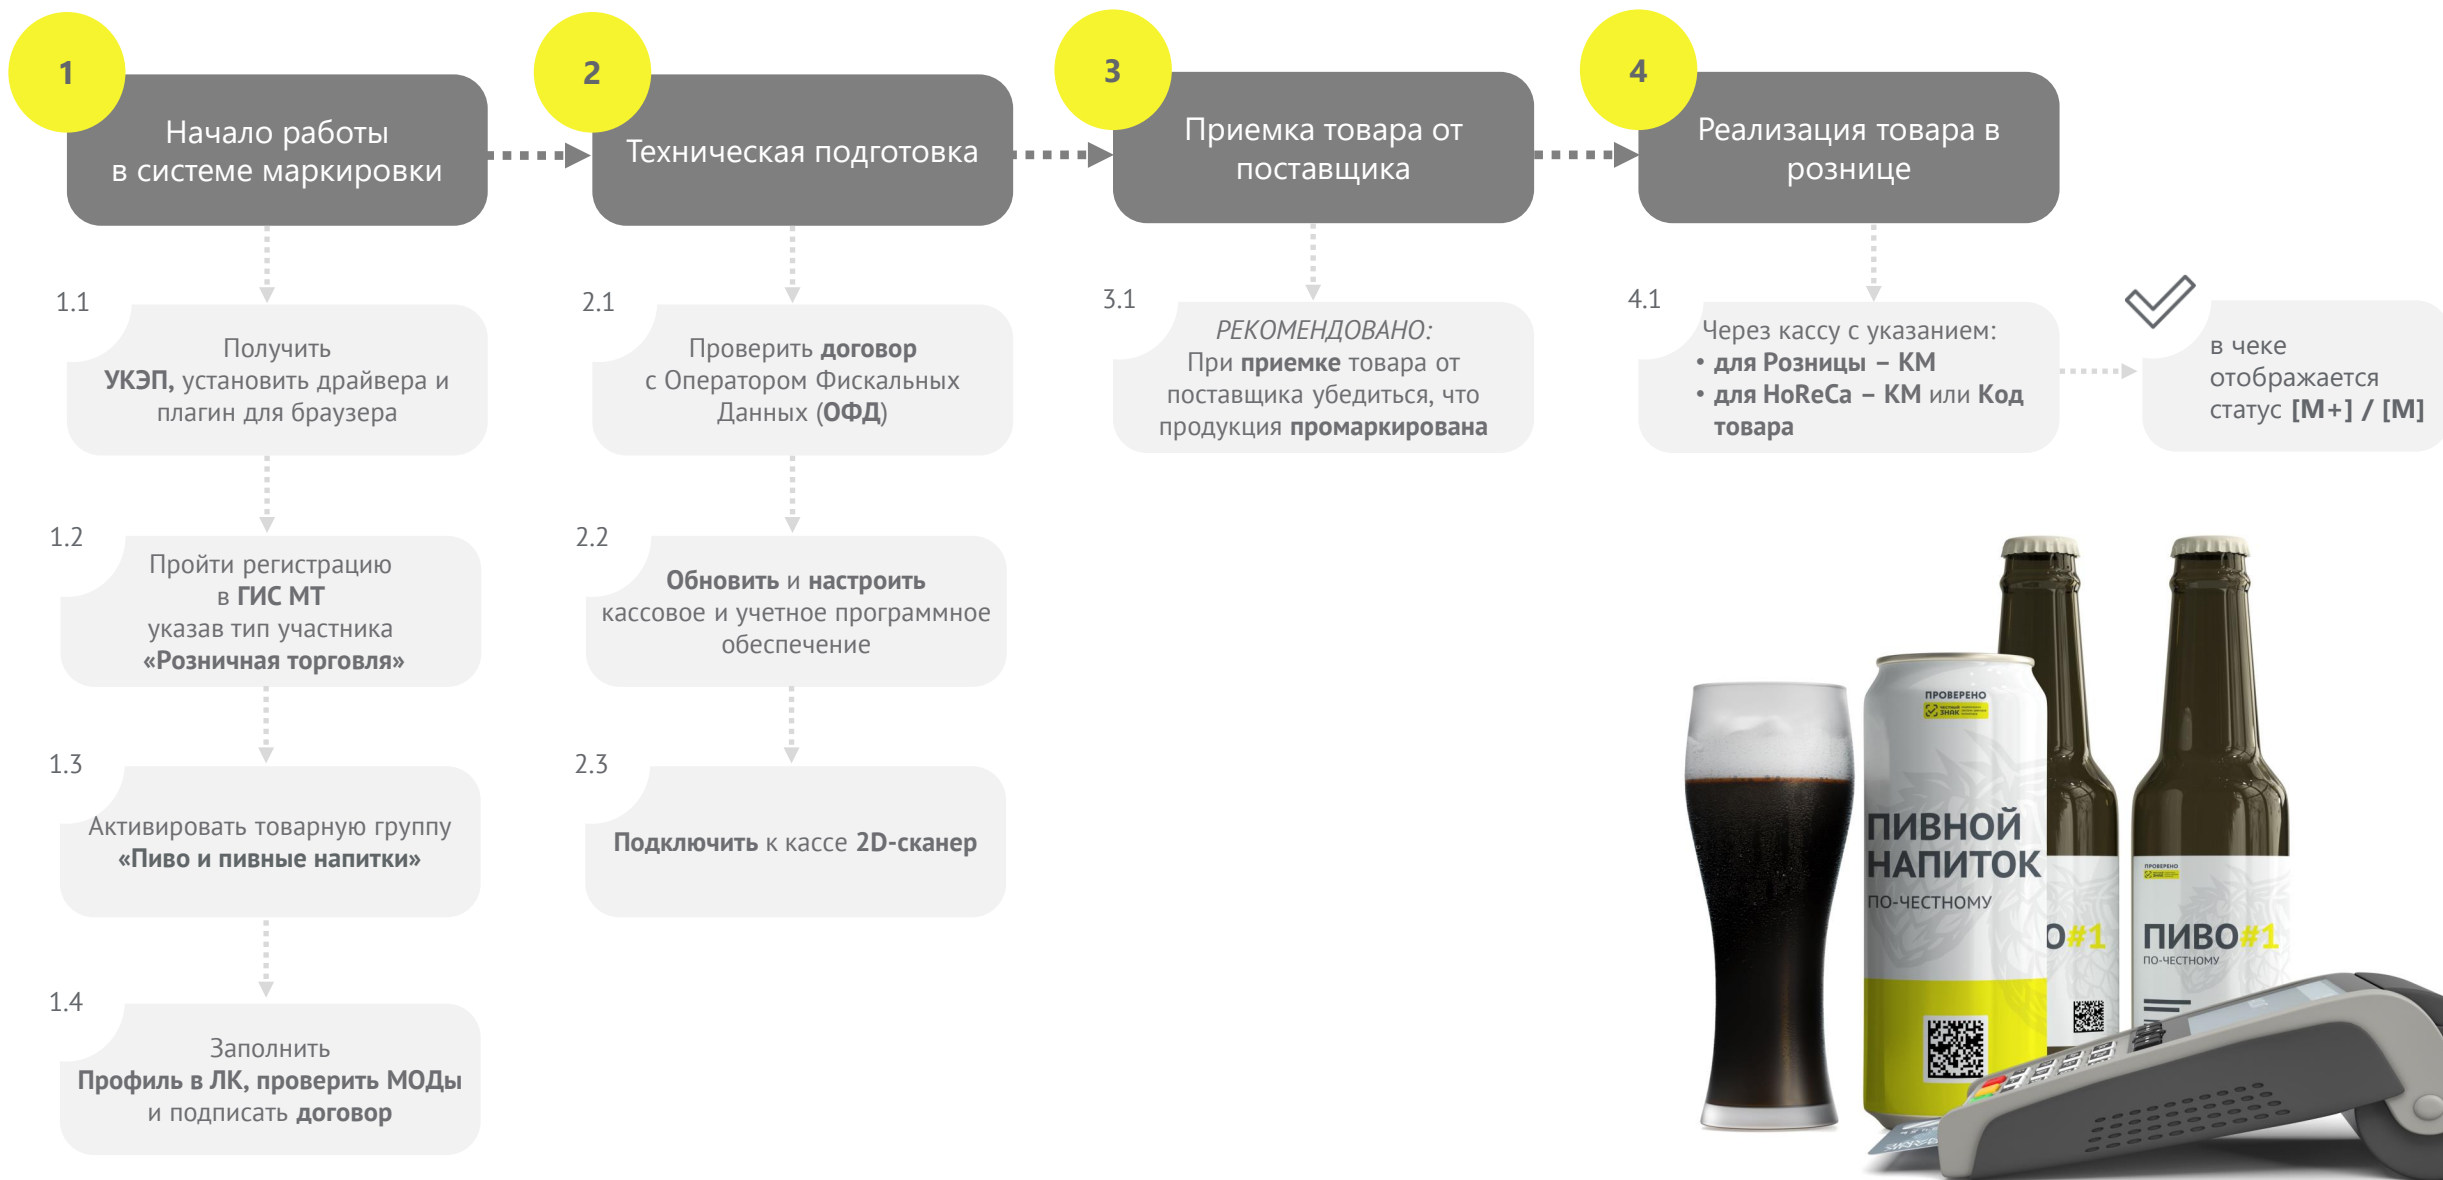 1
Начало работы
в системе маркировки
2
Техническая подготовка
3
Приемка товара от
поставщика
4
Реализация товара в
рознице
1.1
Получить
УКЭП, установить драйвера и
плагин для браузера
1.2
Пройти регистрацию
в ГИС МТ
указав тип участника
«Розничная торговля»
1.3
Активировать товарную группу
«Пиво и пивные напитки»
1.4
Заполнить
Профиль в ЛК, проверить МОДы
и подписать договор
2.1
Проверить договор
с Оператором Фискальных
Данных (ОФД)
2.2
Обновить и настроить
кассовое и учетное программное
обеспечение
2.3
Подключить к кассе 2D-сканер
3.1
РЕКОМЕНДОВАНО:
При приемке товара от
поставщика убедиться, что
продукция промаркирована
4.1
Через кассу с указанием:
• для Розницы – КМ
• для HoReCa – КМ или Код
товара
в чеке
отображается
статус [M+] / [M]
ПРОВЕРЕНО
ЧЕСТНЫЙ
ЗНАК
ПИВНОЙ
НАПИТОК
ПО-ЧЕСТНОМУ
О#1
ПРОВЕРЕНО
ПИВО#1
ПО-ЧЕСТНОМУ